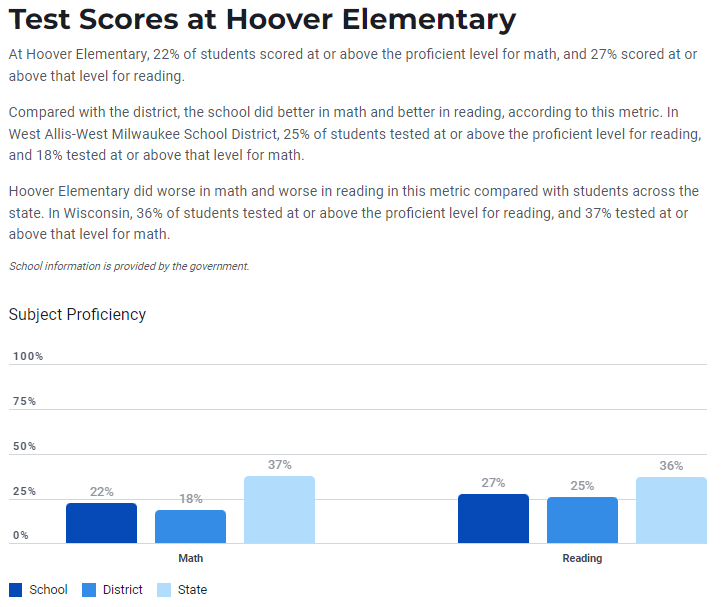 Test Scores at Hoover Elementary
At Hoover Elementary, 22% of students scored at or above the proficient level for math, and 27% scored at or
above that level for reading.
Compared with the district, the school did better in math and better in reading, according to this metric. In
West Allis-West Milwaukee School District, 25% of students tested at or above the proficient level for reading,
and 18% tested at or above that level for math.
Hoover Elementary did worse in math and worse in reading in this metric compared with students across the
state. In Wisconsin, 36% of students tested at or above the proficient level for reading, and 37% tested at or
above that level for math.
School information is provided by the government.
Subject Proficiency
100%
75%
50%
25%
0%
22%
18%
37%
27%
25%
36%
Math
Reading
School District State